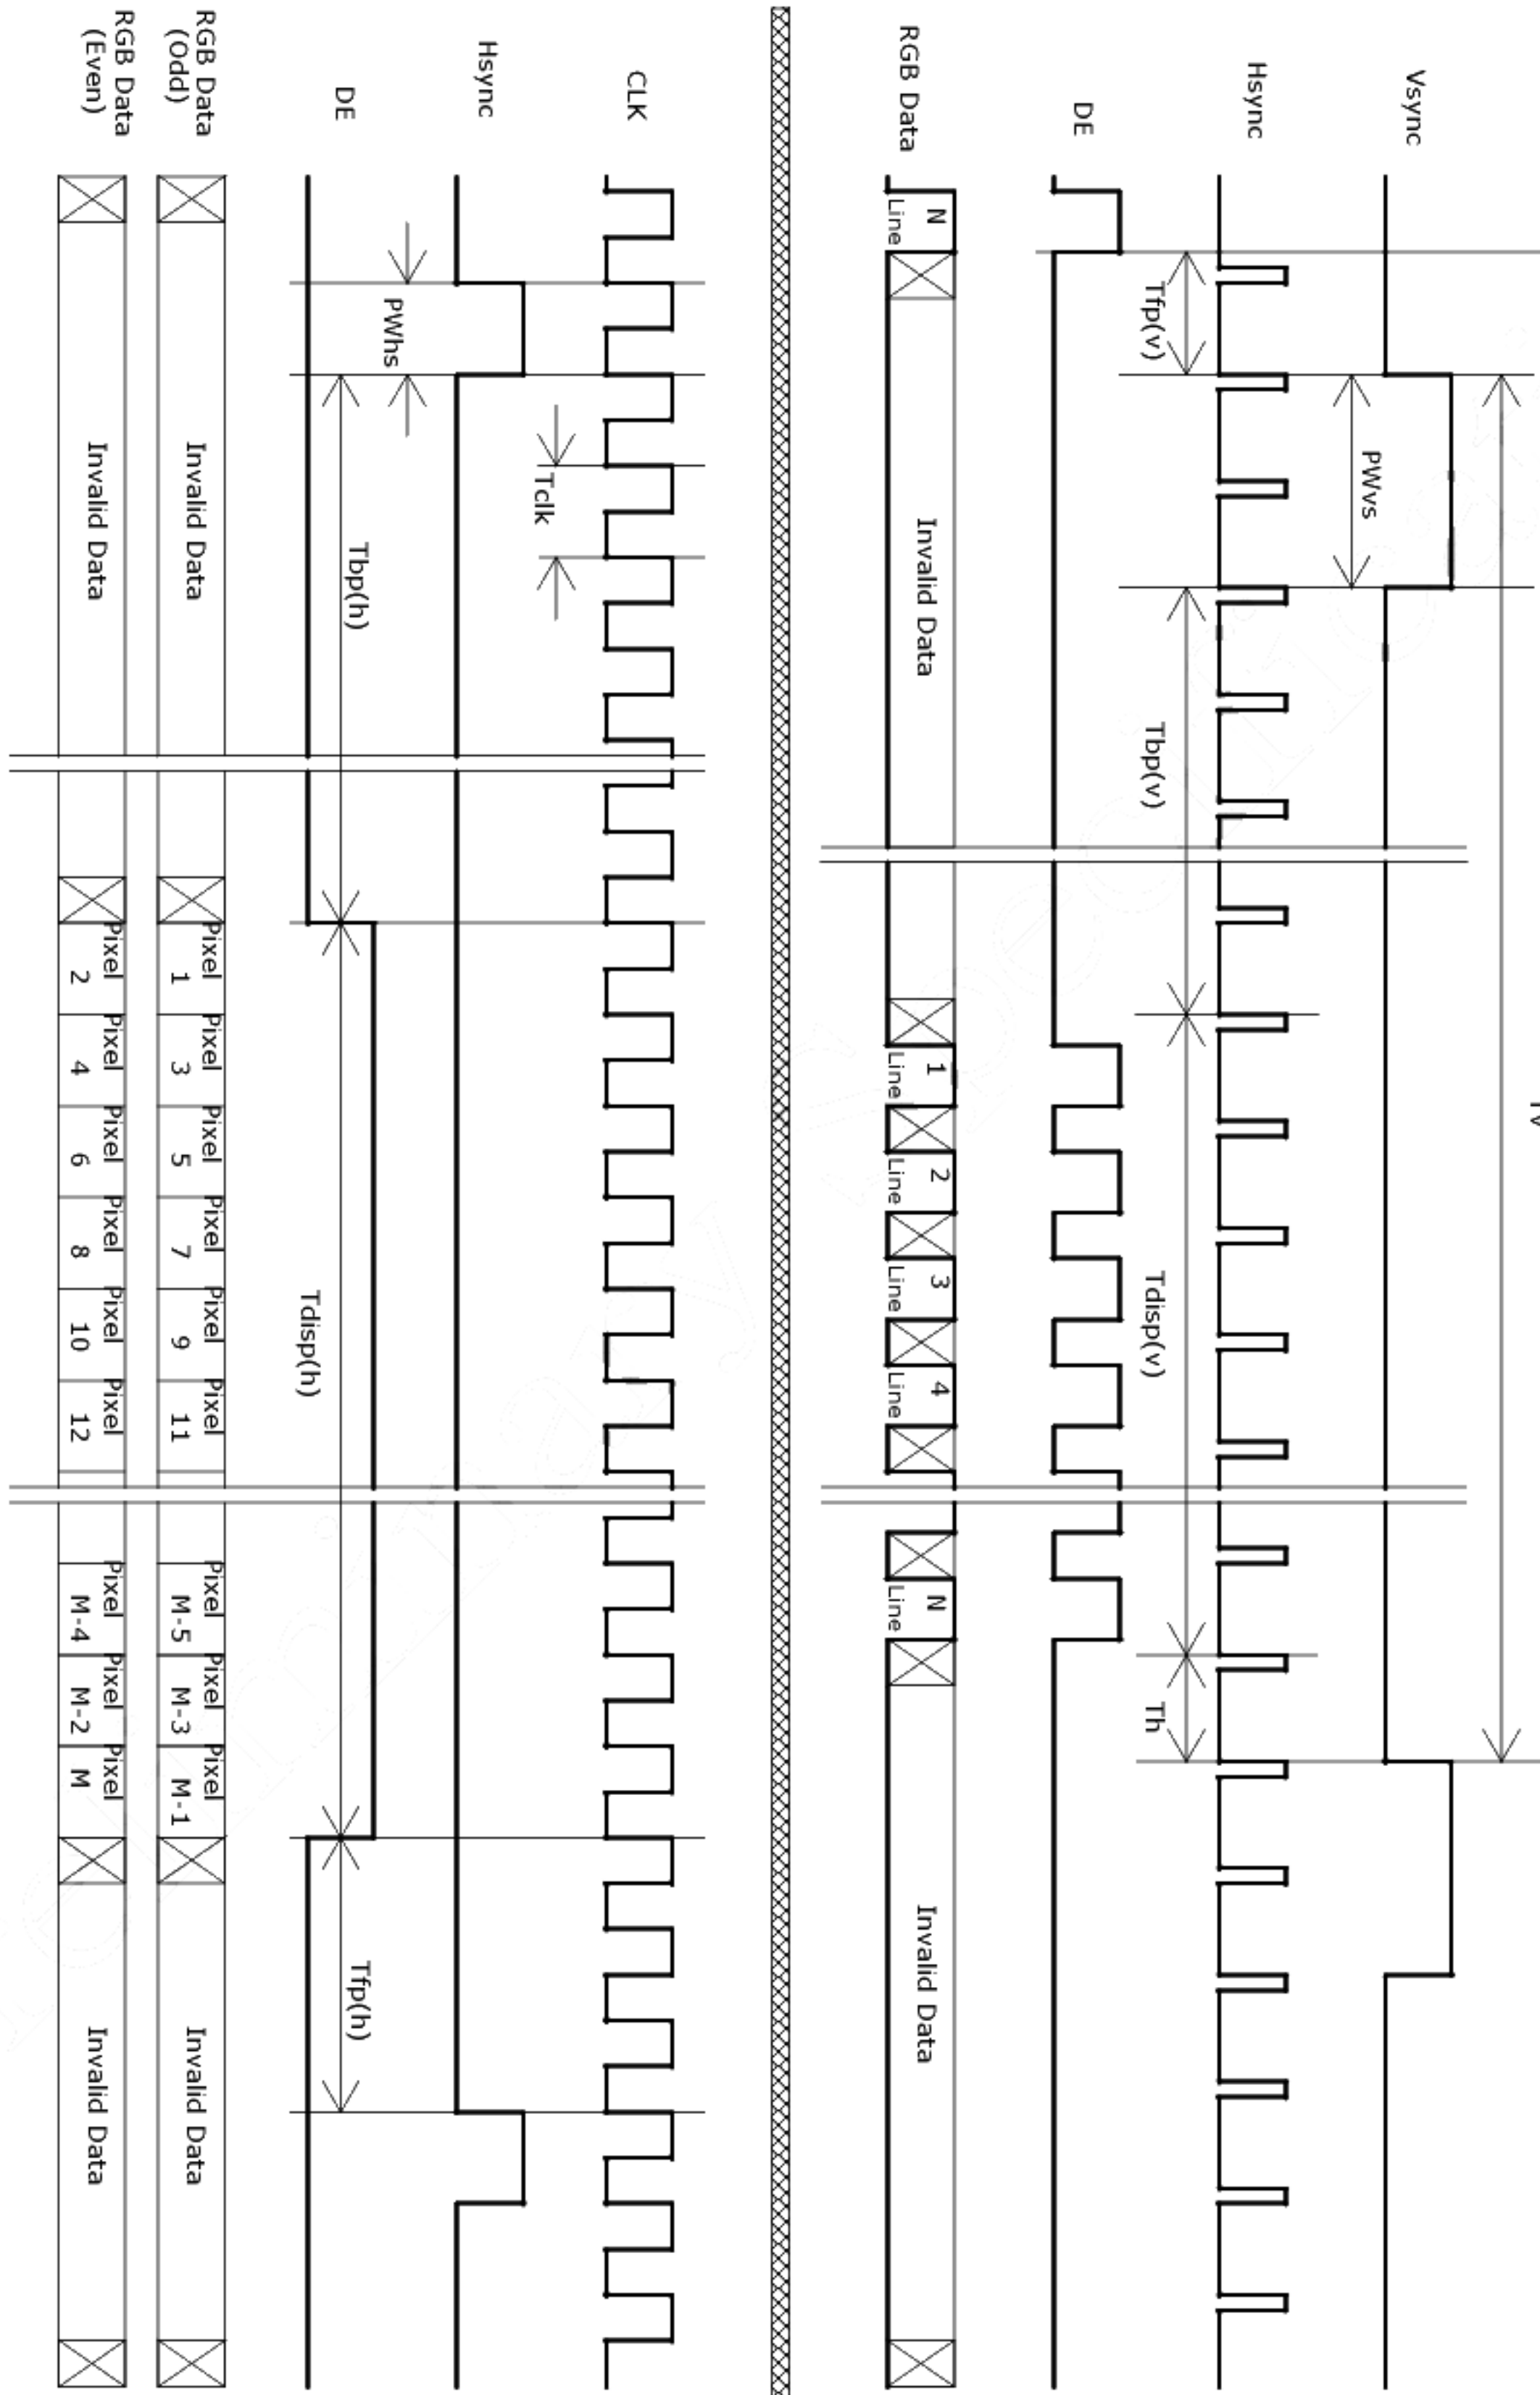 Tv
Vsync
PWvs
Hsync
Tfp(v)
Tbp(v)
Tdisp(v)
Th
DE
RGB Data
N
Line
Invalid Data
1
Line
2
Line
3
Line
4
Line
N
Line
Invalid Data
CLK
Tclk
Hsync
PWhs
DE
Tbp(h)
Tdisp(h)
Tfp(h)
RGB Data
(Odd)
Invalid Data
Pixel Pixel Pixel Pixel Pixel Pixel Pixel Pixel Pixel
1 3 5 7 9 11 M-5 M-3 M-1
Invalid Data
RGB Data
(Even)
Invalid Data
Pixel Pixel Pixel Pixel Pixel Pixel Pixel Pixel Pixel
2 4 6 8 10 12 M-4 M-2 M
Invalid Data